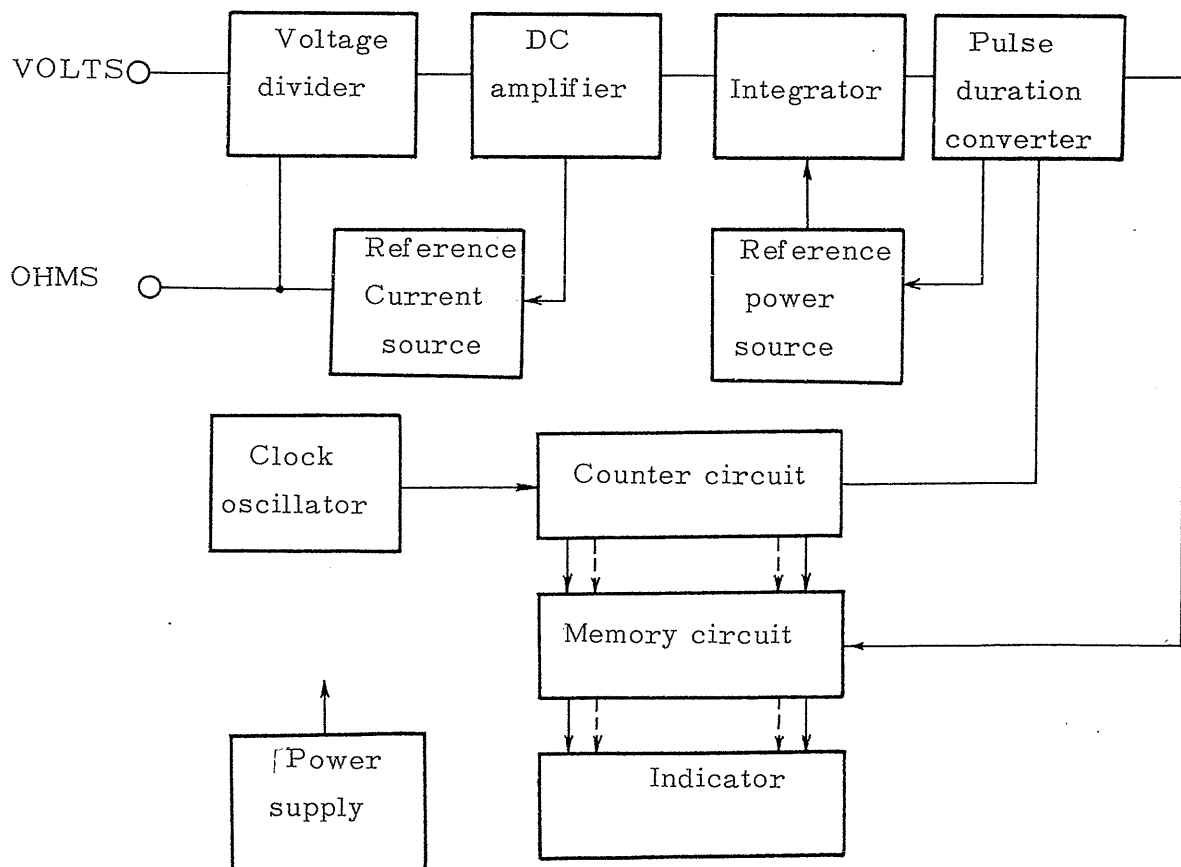 VOLTS
Voltage
divider
DC
amplifier
Integrator
Pulse
duration
converter
OHMS
Reference
Current
source
Reference
power
source
Clock
oscillator
Counter circuit
Memory circuit
Power
supply
Indicator